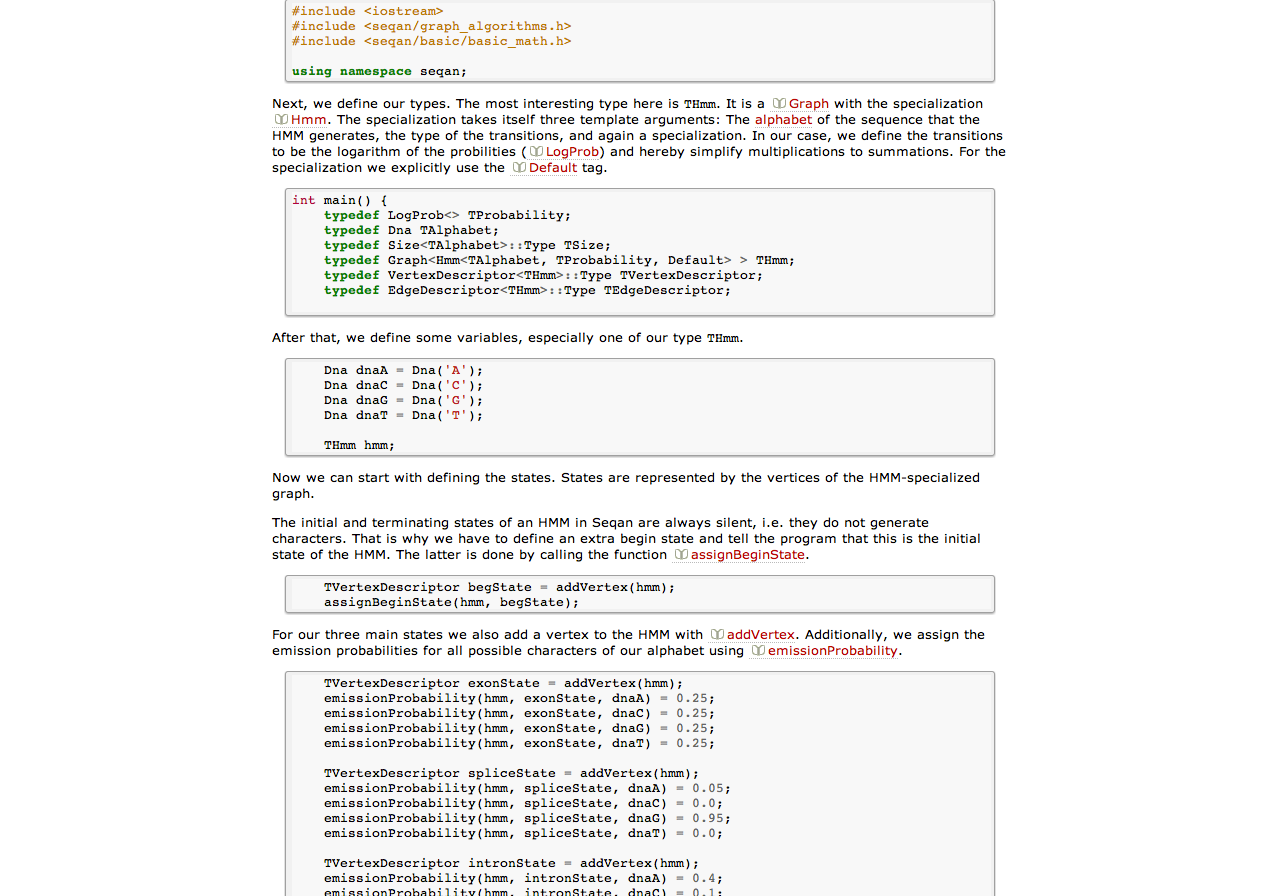 #include <iostream>
#include <seqan/graph_algorithms.h>
#include <seqan/basic/basic_math.h>
using namespace seqan;
Next, we define our types. The most interesting type here is THmm. It is a Graph with the specialization
Hmm. The specialization takes itself three template arguments: The alphabet of the sequence that the
HMM generates, the type of the transitions, and again a specialization. In our case, we define the transitions
to be the logarithm of the probilities ( LogProb) and hereby simplify multiplications to summations. For the
specialization we explicitly use the Default tag.
int main() {
typedef LogProb<> TProbability;
typedef Dna TAlphabet;
typedef Size<TAlphabet>::Type TSize;
typedef Graph<Hmm<TAlphabet, TProbability, Default> > THmm;
typedef VertexDescriptor<THmm>::Type TVertexDescriptor;
typedef EdgeDescriptor<THmm>::Type TEdgeDescriptor;
After that, we define some variables, especially one of our type THmm.
Dna dnaA = Dna('A');
Dna dnaC = Dna('C');
Dna dnaG = Dna('G');
Dna dnaT = Dna('T');
THmm hmm;
Now we can start with defining the states. States are represented by the vertices of the HMM-specialized
graph.
The initial and terminating states of an HMM in Seqan are always silent, i.e. they do not generate
characters. That is why we have to define an extra begin state and tell the program that this is the initial
state of the HMM. The latter is done by calling the function assignBeginState.
TVertexDescriptor begState = addVertex(hmm);
assignBeginState(hmm, begState);
For our three main states we also add a vertex to the HMM with addVertex. Additionally, we assign the
emission probabilities for all possible characters of our alphabet using emissionProbability.
TVertexDescriptor exonState = addVertex(hmm);
emissionProbability(hmm, exonState, dnaA) = 0.25;
emissionProbability(hmm, exonState, dnaC) = 0.25;
emissionProbability(hmm, exonState, dnaG) = 0.25;
emissionProbability(hmm, exonState, dnaT) = 0.25;
TVertexDescriptor spliceState = addVertex(hmm);
emissionProbability(hmm, spliceState, dnaA) = 0.05;
emissionProbability(hmm, spliceState, dnaC) = 0.0;
emissionProbability(hmm, spliceState, dnaG) = 0.95;
emissionProbability(hmm, spliceState, dnaT) = 0.0;
TVertexDescriptor intronState = addVertex(hmm);
emissionProbability(hmm, intronState, dnaA) = 0.4;
emissionProbability(hmm, intronState, dnaC) = 0.1;